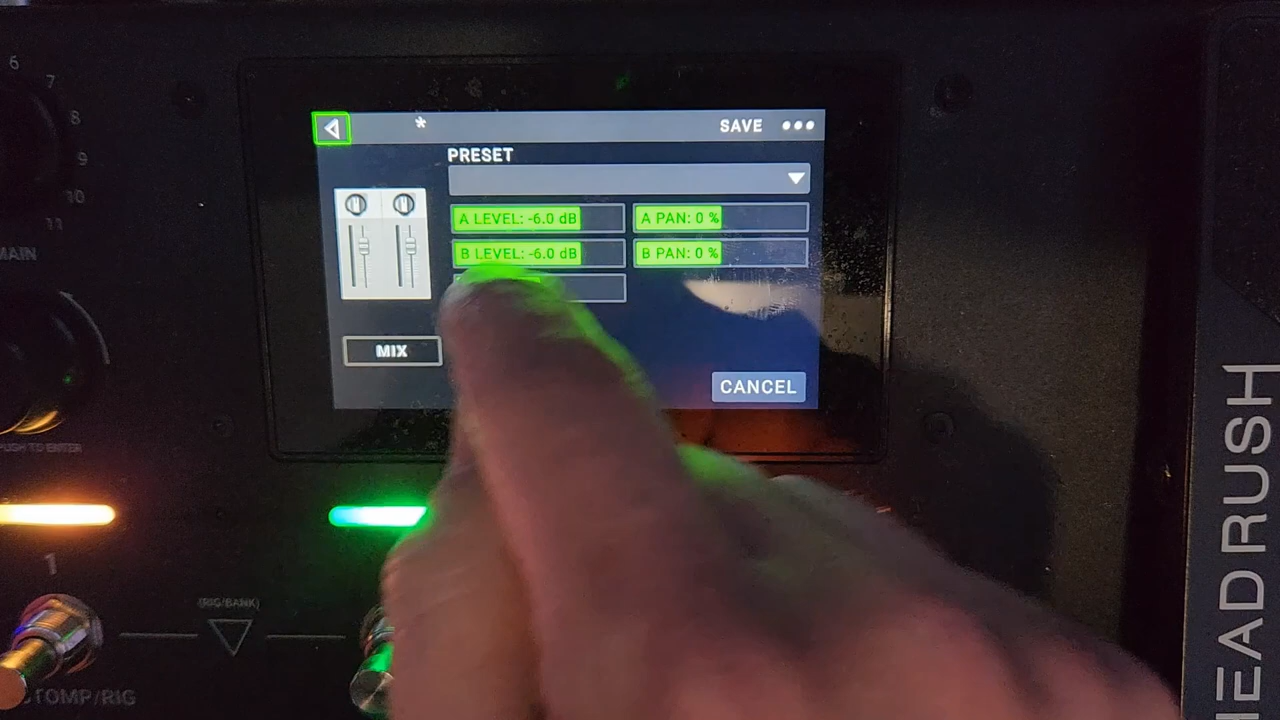 6
7
8
9
10
11
MAIN
PUSH TO ENTER
*
SAVE
PRESET
A LEVEL: -6.0 dB
A PAN: 0 %
B LEVEL: -6.0 dB
B PAN: 0 %
MIX
CANCEL
1
(RIG/BANK)
STOMP/RIG
HEADRUSH